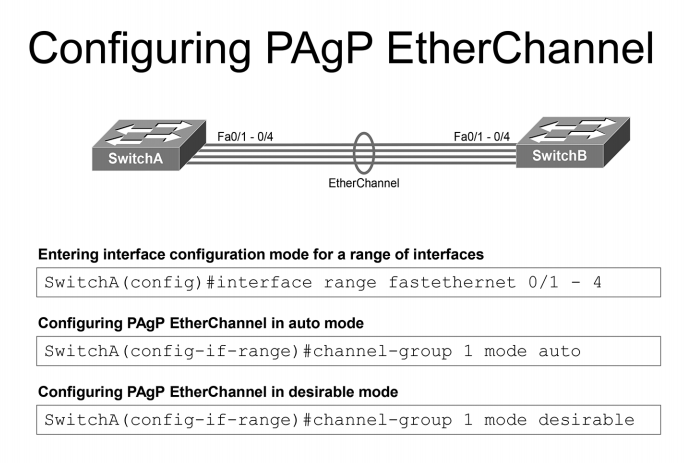 Configuring PAgP EtherChannel
Fa0/1 - 0/4
Fa0/1 - 0/4
SwitchA
SwitchB
EtherChannel
Entering interface configuration mode for a range of interfaces
SwitchA(config)#interface range fastethernet 0/1 - 4
Configuring PAgP EtherChannel in auto mode
SwitchA(config-if-range)#channel-group 1 mode auto
Configuring PAgP EtherChannel in desirable mode
SwitchA(config-if-range)#channel-group 1 mode desirable